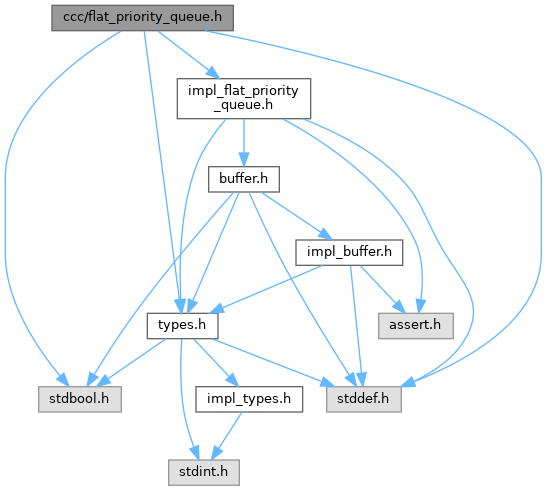 ccc/flat_priority_queue.h
impl_flat_priority
_queue.h
buffer.h
impl_buffer.h
types.h
assert.h
stdbool.h
impl_types.h
stddef.h
stdint.h